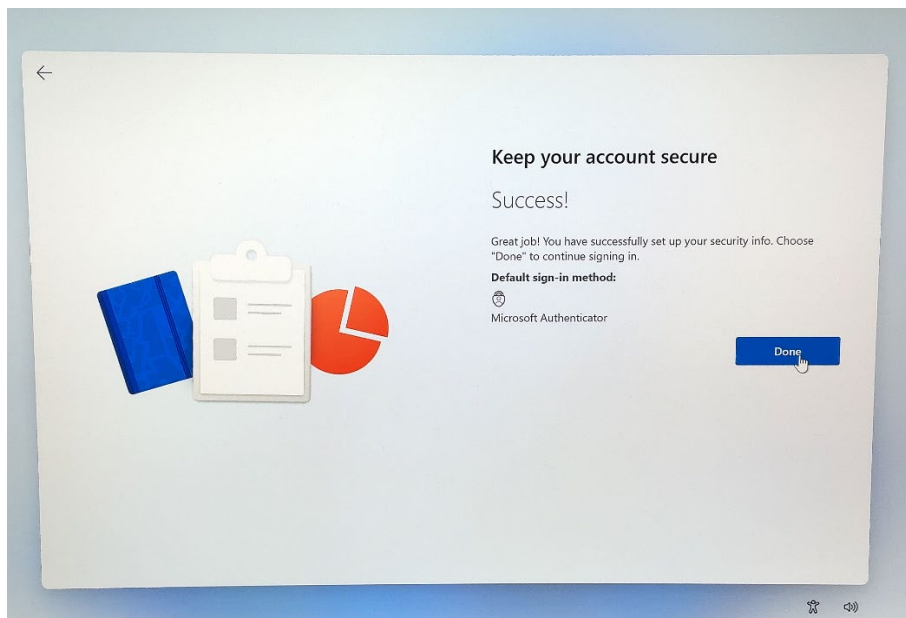 Keep your account secure
Success!
Great job! You have successfully set up your security info. Choose
"Done" to continue signing in.
Default sign-in method:
Microsoft Authenticator
Done